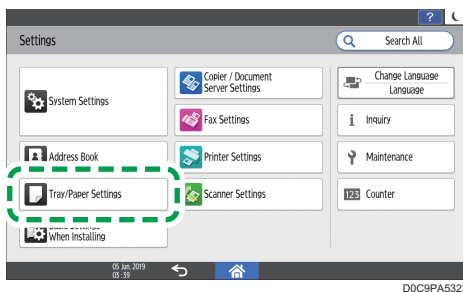 ?
Settings
Search All
System Settings
Copier / Document
Server Settings
Change Language
Language
Fax Settings
i Inquiry
Address Book
Printer Settings
Maintenance
Tray/Paper Settings
Scanner Settings
123 Counter
When Installing
05 Jun. 2019
03:39
D0C9PA532